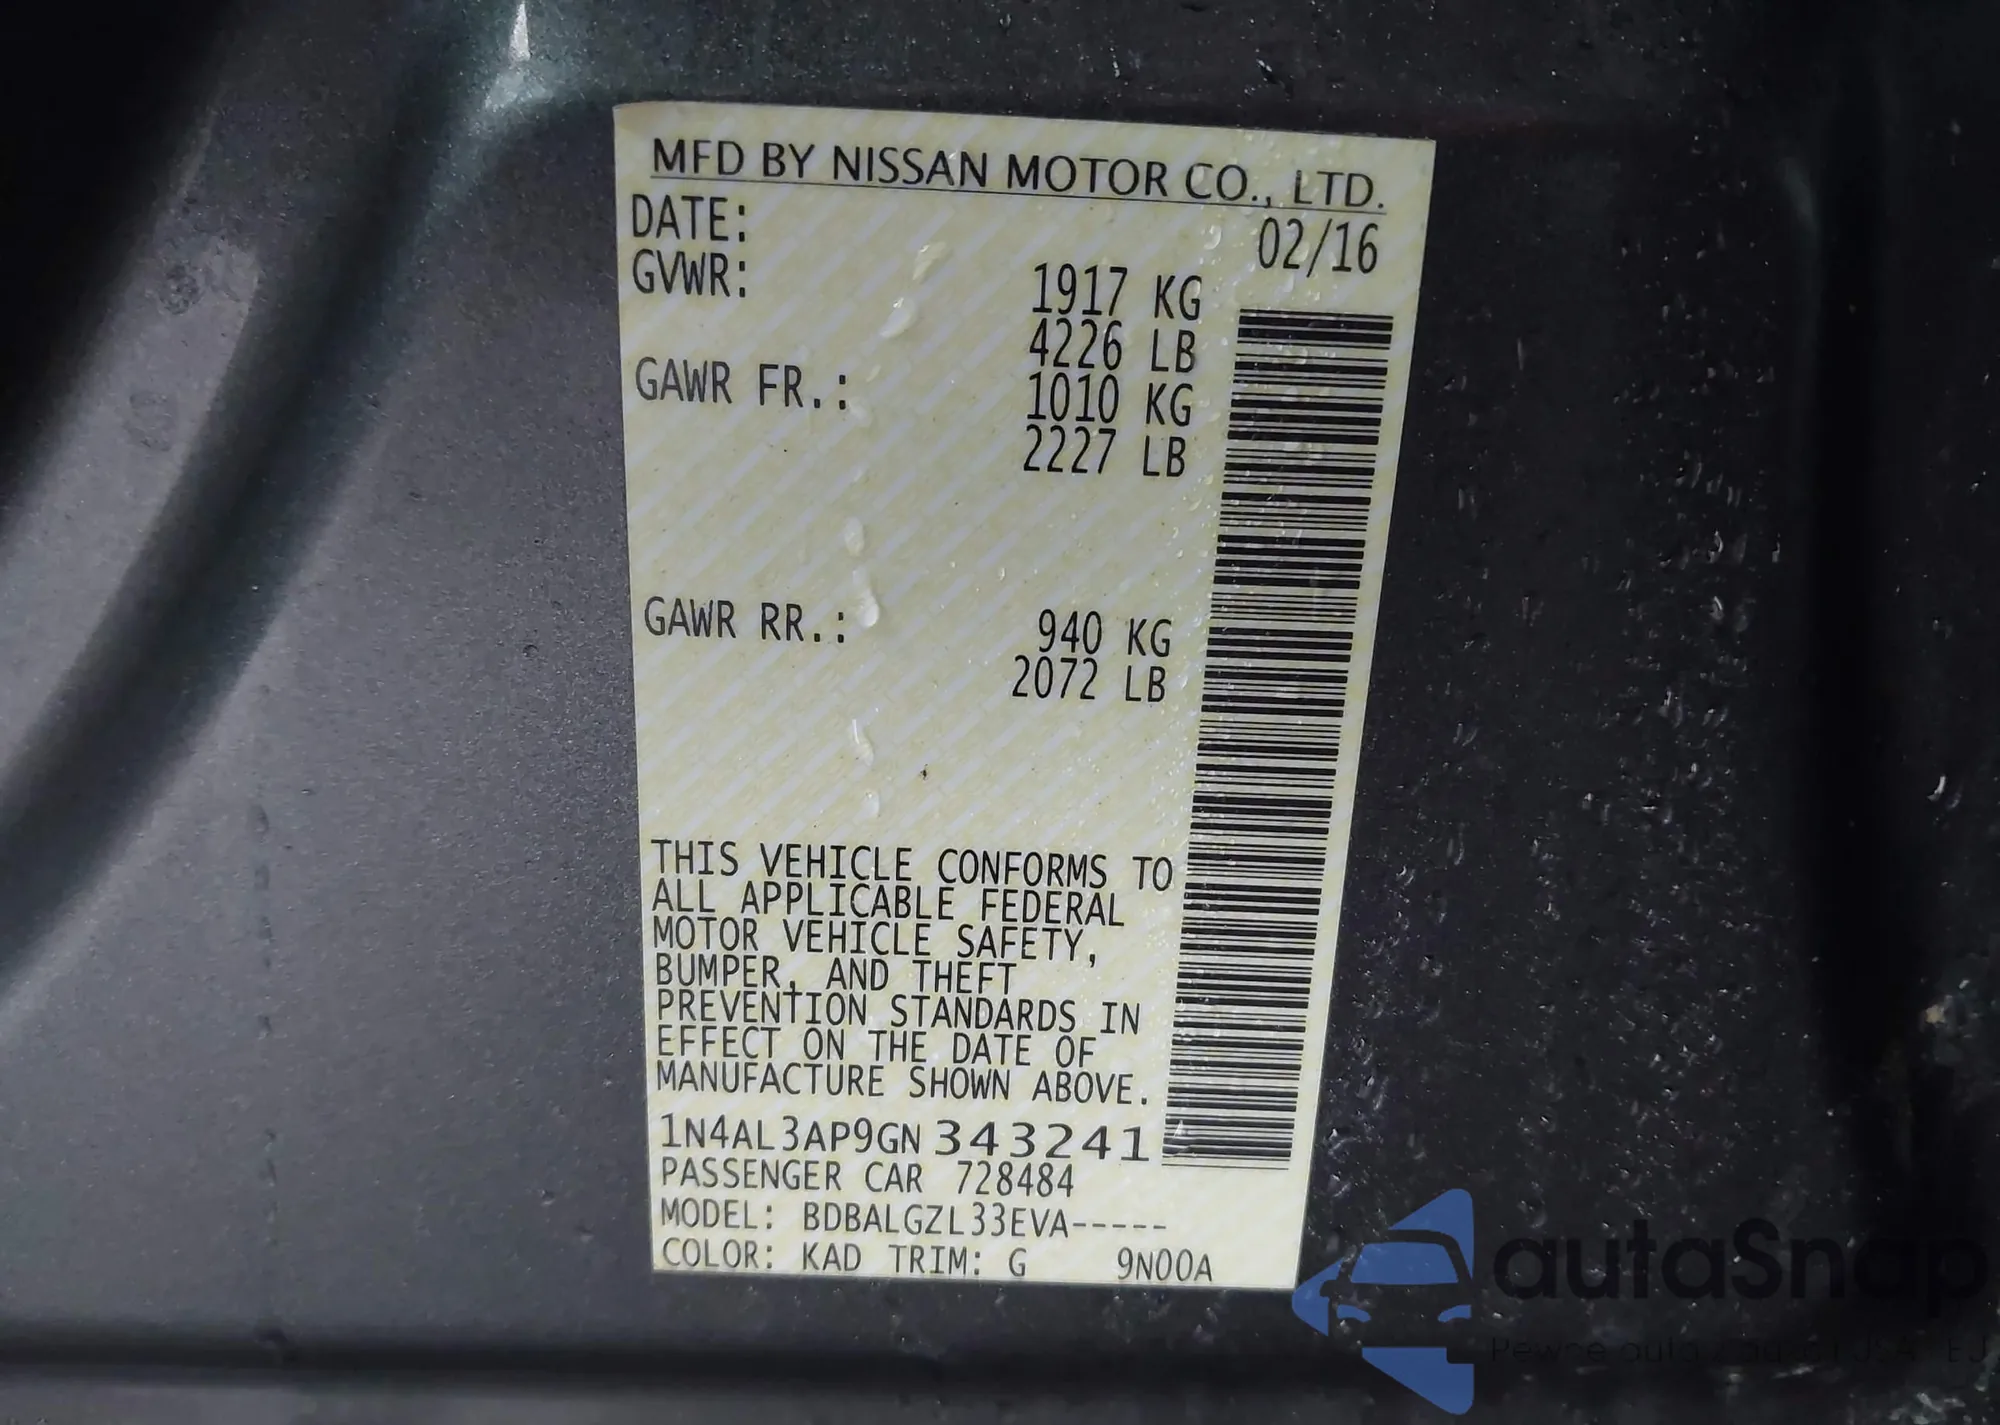 MFD BY NISSAN MOTOR CO., LTD.
DATE: 02/16
GVWR: 1917 KG
4226 LB
GAWR FR.: 1010 KG
2227 LB
GAWR RR.: 940 KG
2072 LB
THIS VEHICLE CONFORMS TO
ALL APPLICABLE FEDERAL
MOTOR VEHICLE SAFETY,
BUMPER, AND THEFT
PREVENTION STANDARDS IN
EFFECT ON THE DATE OF
MANUFACTURE SHOWN ABOVE.
1N4AL3AP9GN343241
PASSENGER CAR 728484
MODEL: BDBALGZL33EVA-----
COLOR: KAD TRIM: G 9N00A
autaSnap
Pewne auto